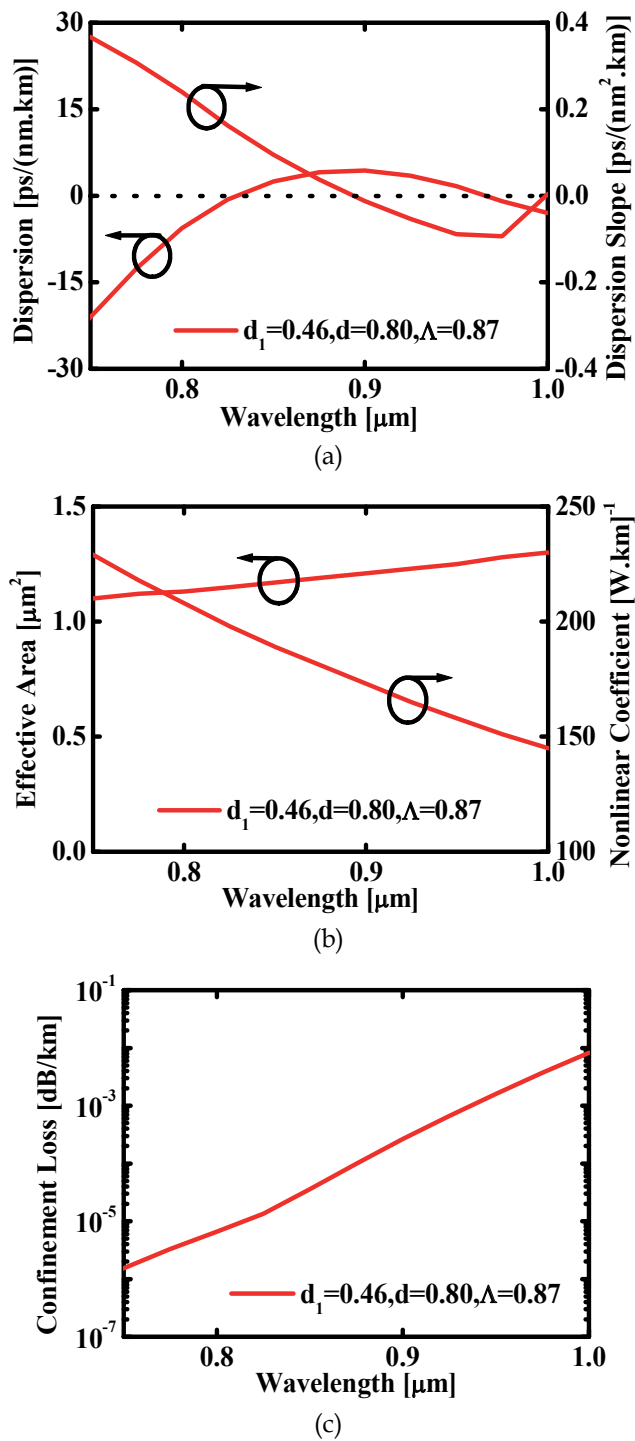 30
15
0
-15
-30
Dispersion [ps/(nm.km)]
0.4
0.2
0.0
-0.2
-0.4
Dispersion Slope [ps/(nm².km)]
d₁=0.46,d=0.80,Λ=0.87
0.8 0.9 1.0
Wavelength [μm]
(a)
1.5
1.0
0.5
0.0
Effective Area [μm²]
250
200
150
100
Nonlinear Coefficient [W.km]⁻¹
d₁=0.46,d=0.80,Λ=0.87
0.8 0.9 1.0
Wavelength [μm]
(b)
10⁻¹
10⁻³
10⁻⁵
10⁻⁷
Confinement Loss [dB/km]
d₁=0.46,d=0.80,Λ=0.87
0.8 0.9 1.0
Wavelength [μm]
(c)